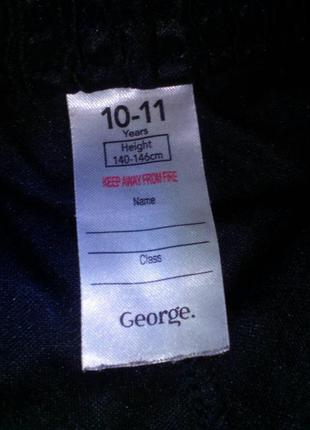 10-11
Years
Height
140-146cm
KEEP AWAY FROM FIRE
Name
Class
George.